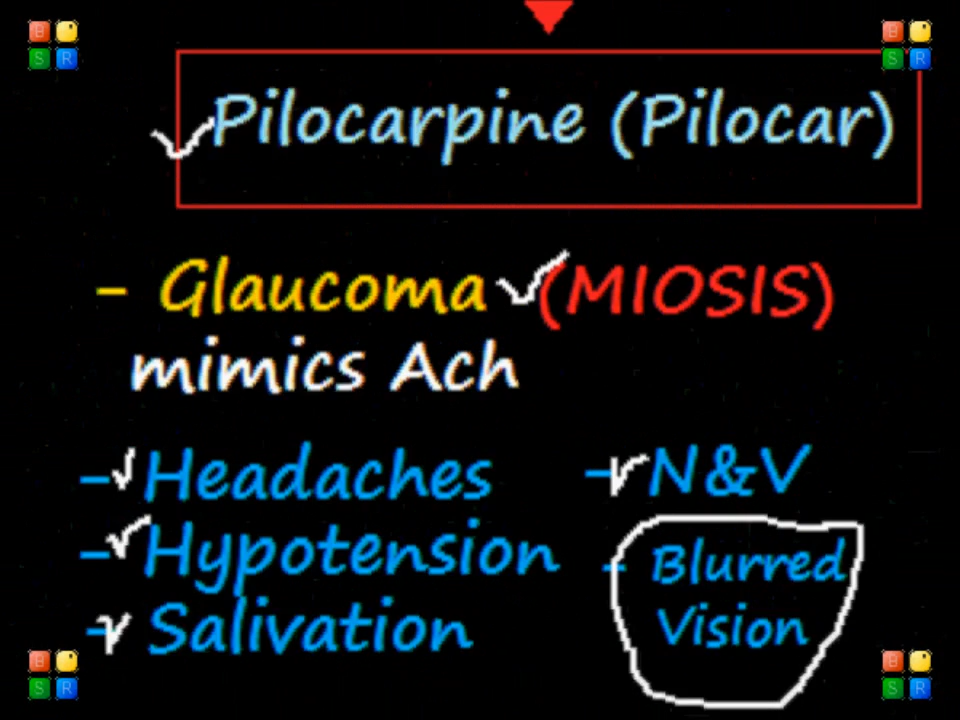 Pilocarpine (Pilocar)
- Glaucoma (MIOSIS)
mimics Ach
- Headaches
- Hypotension
- Salivation
- N&V
- Blurred
Vision
B
S R
B
S R
B
S R
B
S R